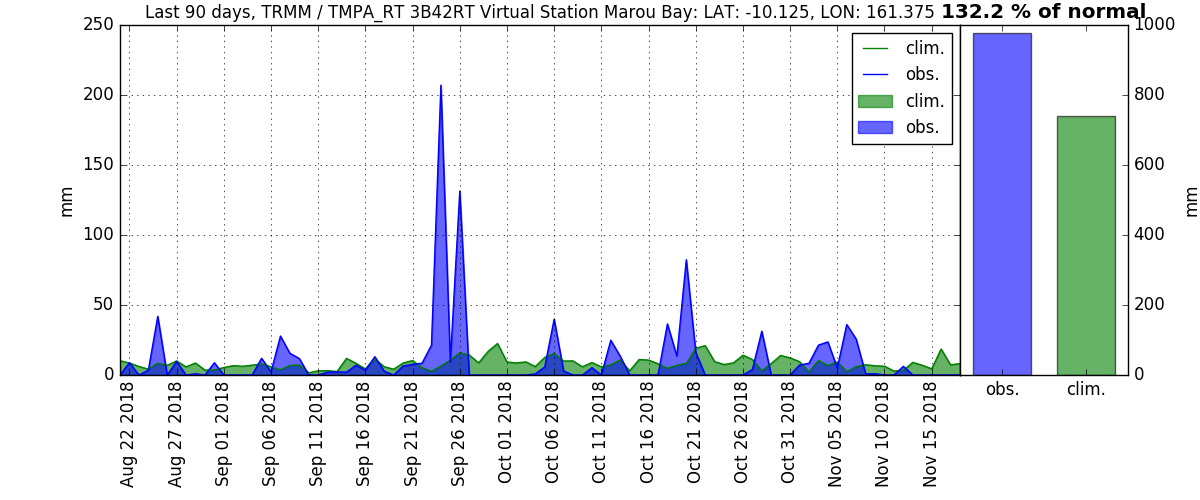 Last 90 days, TRMM / TMPA_RT 3B42RT Virtual Station Marou Bay: LAT: -10.125, LON: 161.375 132.2 % of normal
250
200
150
100
50
0
mm
clim.
obs.
clim.
obs.
1000
800
600
400
200
0
mm
Aug 22 2018
Aug 27 2018
Sep 01 2018
Sep 06 2018
Sep 11 2018
Sep 16 2018
Sep 21 2018
Sep 26 2018
Oct 01 2018
Oct 06 2018
Oct 11 2018
Oct 16 2018
Oct 21 2018
Oct 26 2018
Oct 31 2018
Nov 05 2018
Nov 10 2018
Nov 15 2018
obs.
clim.